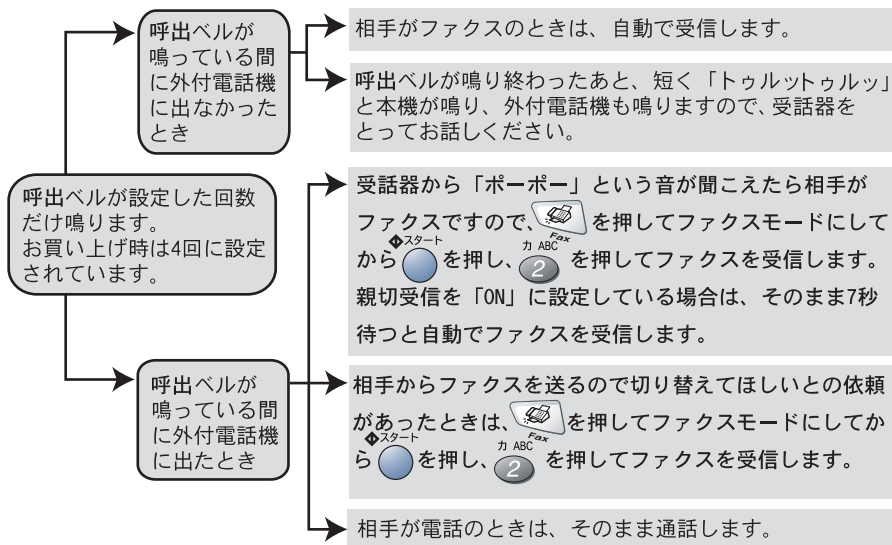 呼出ベルが設定した回数
だけ鳴ります。
お買い上げ時は4回に設定
されています。
呼出ベルが
鳴っている間
に外付電話機
に出なかった
とき
相手がファクスのときは、自動で受信します。
呼出ベルが鳴り終わったあと、短く「トゥルットゥルッ」
と本機が鳴り、外付電話機も鳴りますので、受話器を
とってお話しください。
呼出ベルが
鳴っている間
に外付電話機
に出たとき
受話器から「ポーポー」という音が聞こえたら相手が
ファクスですので、 Fax を押してファクスモードにして
から スタート を押し、 カ ABC 2 を押してファクスを受信します。
親切受信を「ON」に設定している場合は、そのまま7秒
待つと自動でファクスを受信します。
相手からファクスを送るので切り替えてほしいとの依頼
があったときは、 Fax を押してファクスモードにしてか
ら スタート を押し、 カ ABC 2 を押してファクスを受信します。
相手が電話のときは、そのまま通話します。